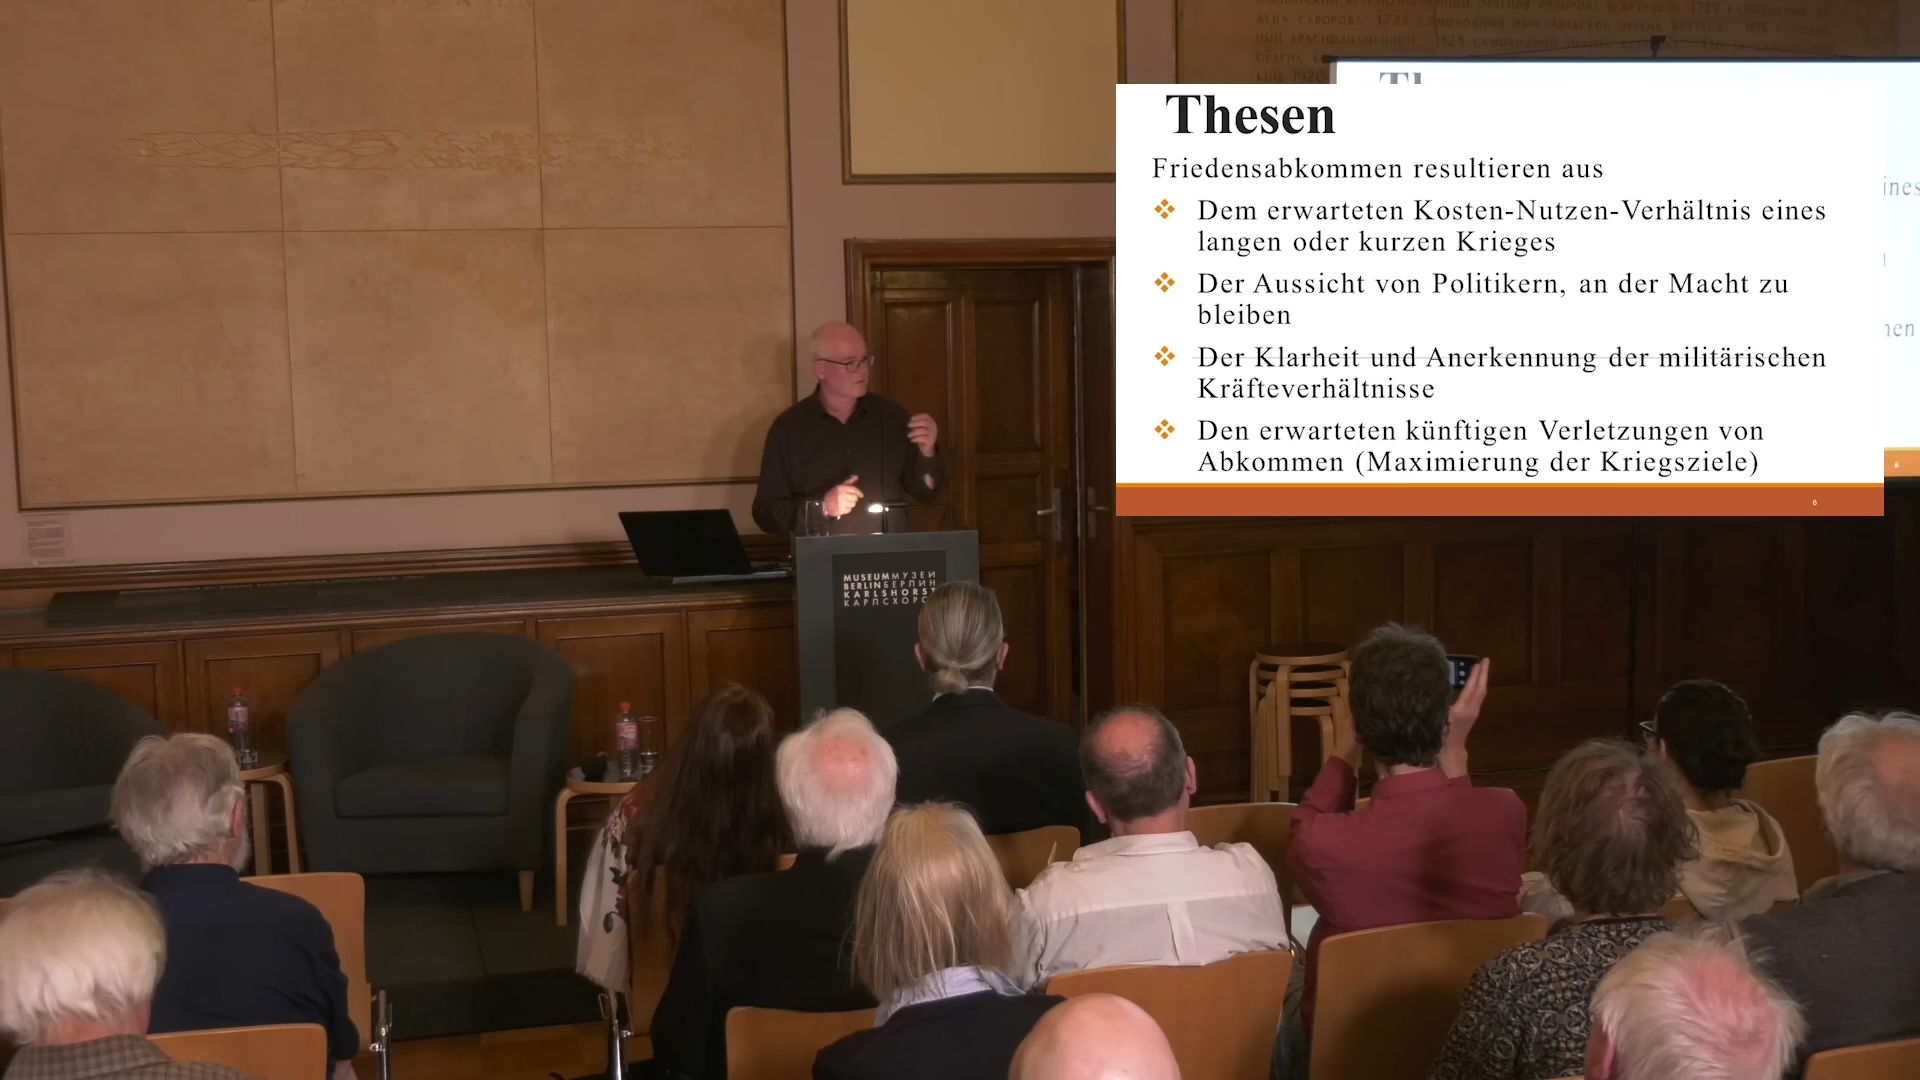 Thesen
Friedensabkommen resultieren aus
Dem erwarteten Kosten-Nutzen-Verhältnis eines
langen oder kurzen Krieges
Der Aussicht von Politikern, an der Macht zu
bleiben
Der Klarheit und Anerkennung der militärischen
Kräfteverhältnisse
Den erwarteten künftigen Verletzungen von
Abkommen (Maximierung der Kriegsziele)
6
MUSEUM МУЗЕЙ
BERLIN БЕРЛИН
KARLSHORST
КАРЛСХОРС